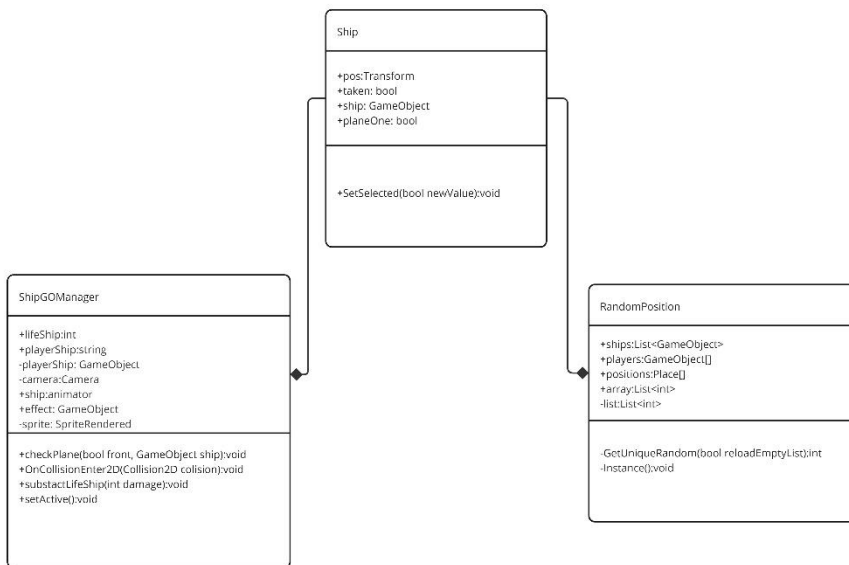 Ship
+pos:Transform
+taken: bool
+ship: GameObject
+planeOne: bool
+SetSelected(bool newValue):void
ShipGOManager
+lifeShip:int
+playerShip:string
-playerShip: GameObject
-camera:Camera
+ship:animator
+effect: GameObject
-sprite: SpriteRendered
+checkPlane(bool front, GameObject ship):void
+OnCollisionEnter2D(Collision2D colision):void
+substactLifeShip(int damage):void
+setActive():void
RandomPosition
+ships:List<GameObject>
+players:GameObject[]
+positions:Place[]
+array:List<int>
-list:List<int>
-GetUniqueRandom(bool reloadEmptyList):int
-Instance():void